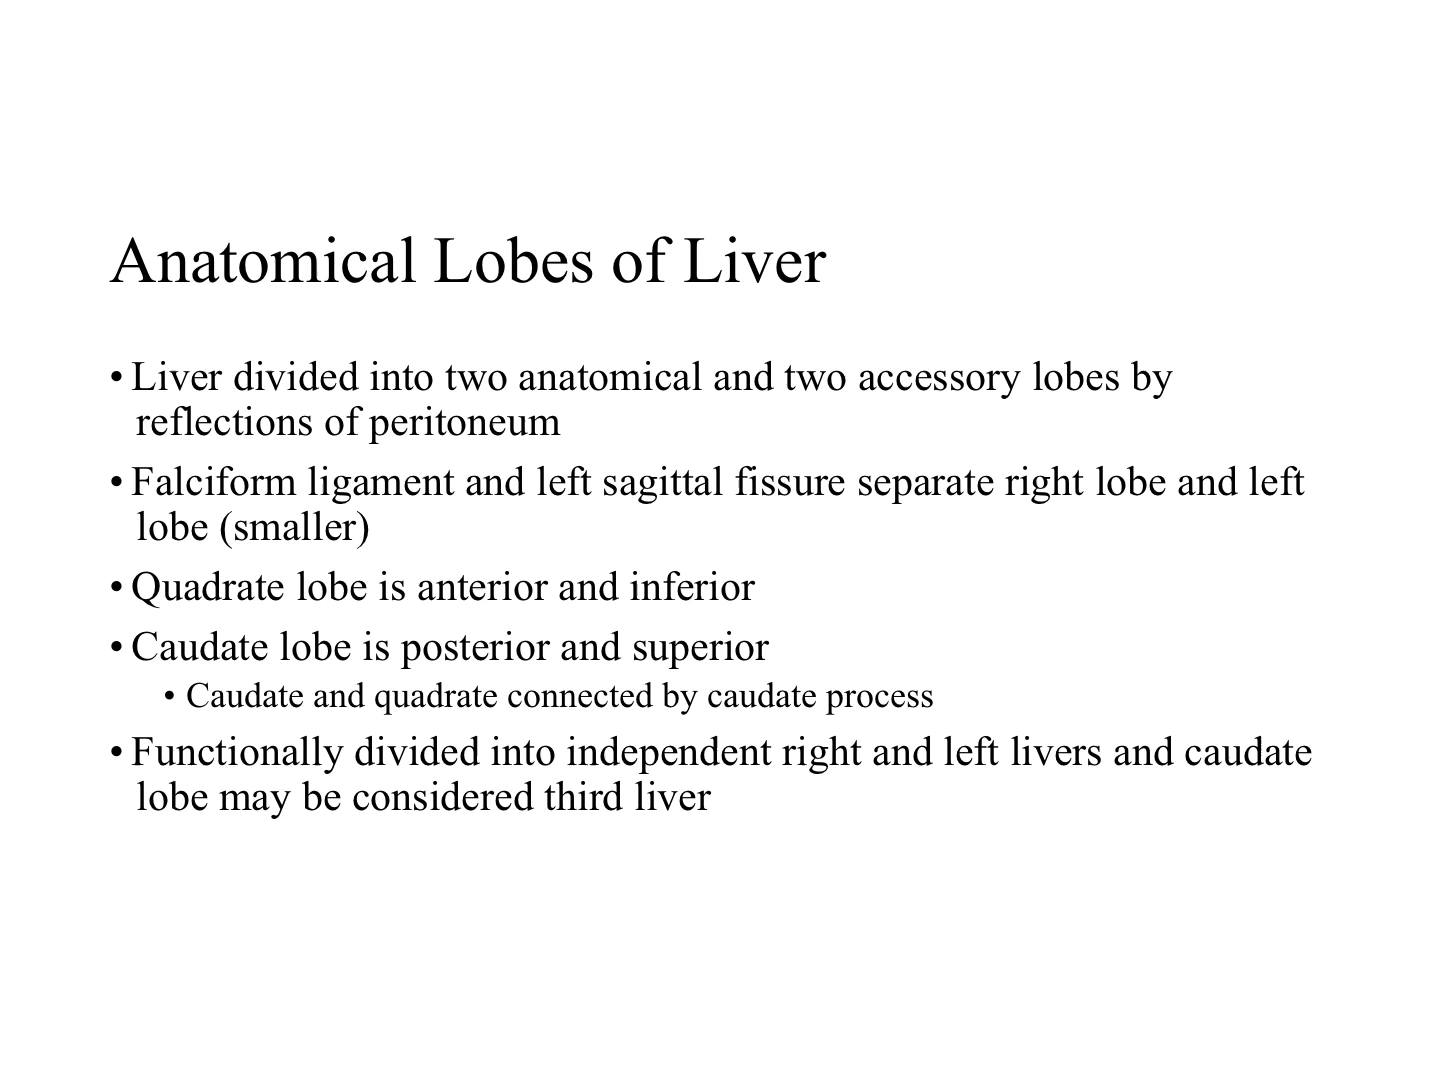 Anatomical Lobes of Liver
• Liver divided into two anatomical and two accessory lobes by
reflections of peritoneum
• Falciform ligament and left sagittal fissure separate right lobe and left
lobe (smaller)
• Quadrate lobe is anterior and inferior
• Caudate lobe is posterior and superior
• Caudate and quadrate connected by caudate process
• Functionally divided into independent right and left livers and caudate
lobe may be considered third liver